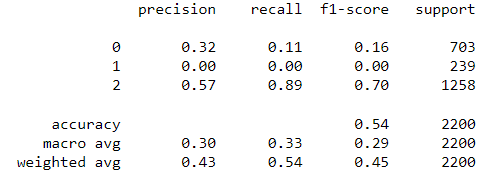 precision recall f1-score support
0 0.32 0.11 0.16 703
1 0.00 0.00 0.00 239
2 0.57 0.89 0.70 1258
accuracy 0.54 2200
macro avg 0.30 0.33 0.29 2200
weighted avg 0.43 0.54 0.45 2200